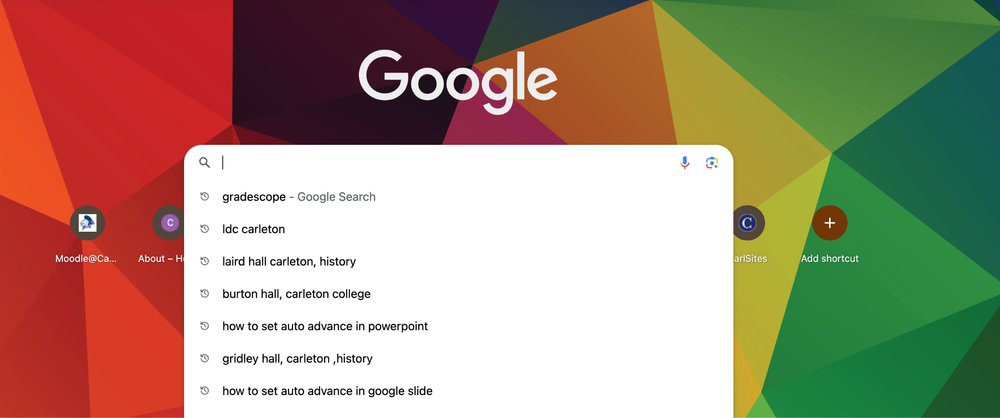 Google
gradescope - Google Search
ldc carleton
laird hall carleton, history
burton hall, carleton college
how to set auto advance in powerpoint
gridley hall, carleton ,history
how to set auto advance in google slide
C
Moodle@Ca...
About – H
C
arlSites
+
Add shortcut